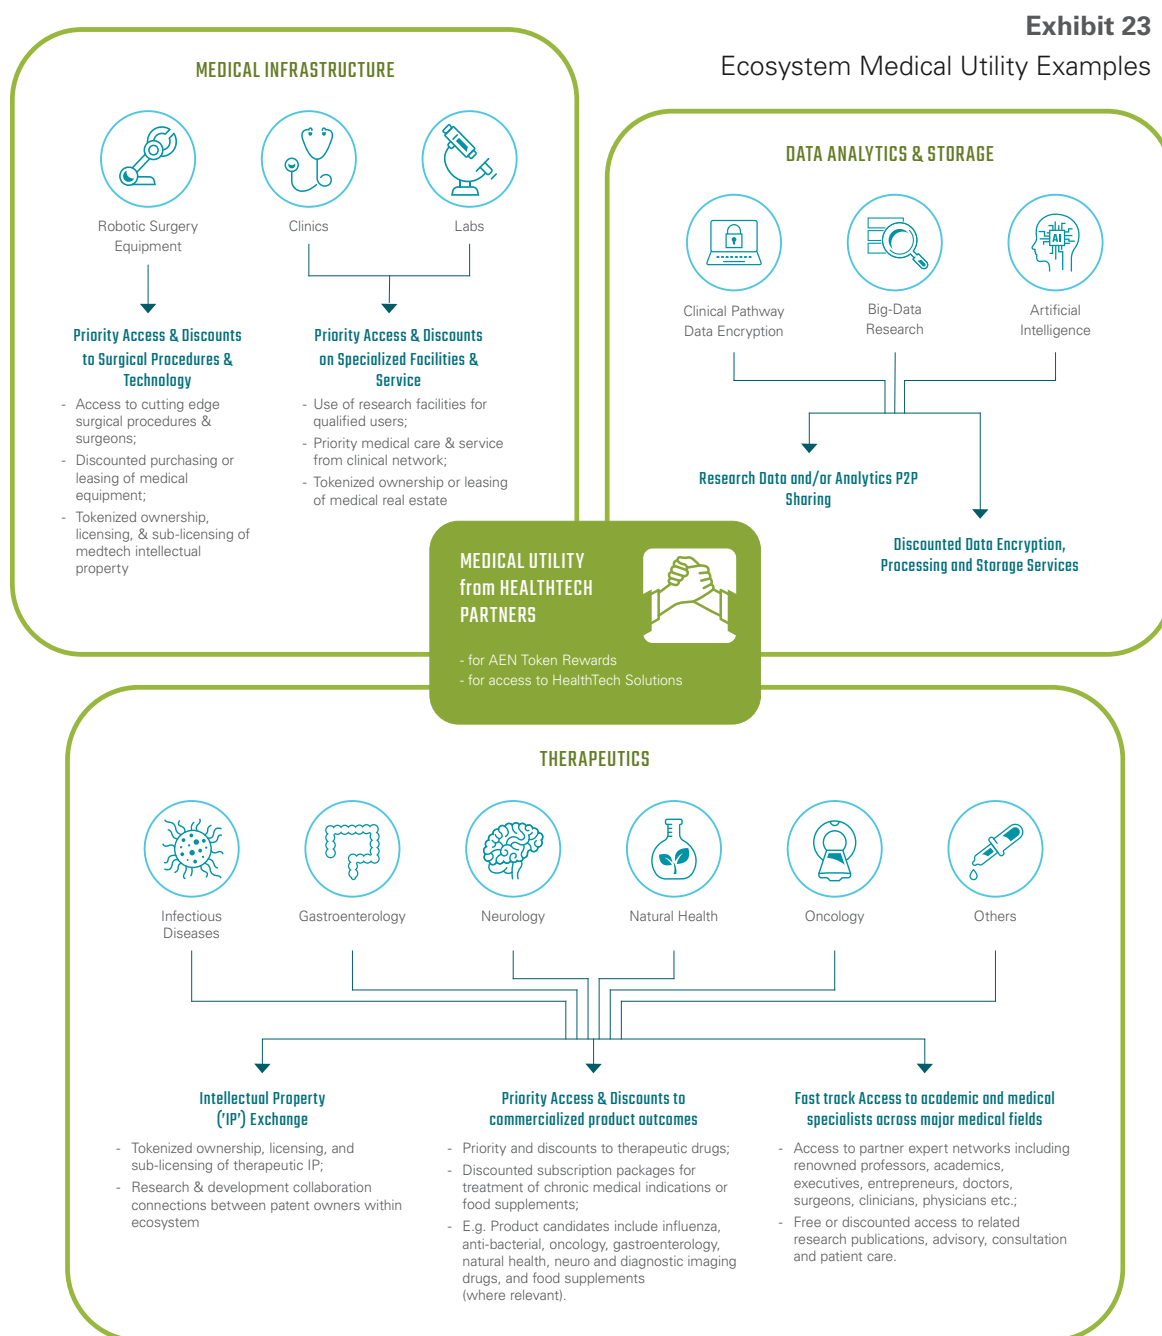 Exhibit 23
Ecosystem Medical Utility Examples
MEDICAL INFRASTRUCTURE
Robotic Surgery
Equipment
Clinics
Labs
Priority Access & Discounts
to Surgical Procedures &
Technology
- Access to cutting edge
surgical procedures &
surgeons;
- Discounted purchasing or
leasing of medical
equipment;
- Tokenized ownership,
licensing, & sub-licensing of
medtech intellectual
property
Priority Access & Discounts
on Specialized Facilities &
Service
- Use of research facilities for
qualified users;
- Priority medical care & service
from clinical network;
- Tokenized ownership or leasing
of medical real estate
DATA ANALYTICS & STORAGE
AI
Clinical Pathway
Data Encryption
Big-Data
Research
Artificial
Intelligence
Research Data and/or Analytics P2P
Sharing
Discounted Data Encryption,
Processing and Storage Services
MEDICAL UTILITY
from HEALTHTECH
PARTNERS
- for AEN Token Rewards
- for access to HealthTech Solutions
THERAPEUTICS
Infectious
Diseases
Gastroenterology
Neurology
Natural Health
Oncology
Others
Intellectual Property
('IP') Exchange
- Tokenized ownership, licensing, and
sub-licensing of therapeutic IP;
- Research & development collaboration
connections between patent owners within
ecosystem
Priority Access & Discounts to
commercialized product outcomes
- Priority and discounts to therapeutic drugs;
- Discounted subscription packages for
treatment of chronic medical indications or
food supplements;
- E.g. Product candidates include influenza,
anti-bacterial, oncology, gastroenterology,
natural health, neuro and diagnostic imaging
drugs, and food supplements
(where relevant).
Fast track Access to academic and medical
specialists across major medical fields
- Access to partner expert networks including
renowned professors, academics,
executives, entrepreneurs, doctors,
surgeons, clinicians, physicians etc.;
- Free or discounted access to related
research publications, advisory, consultation
and patient care.